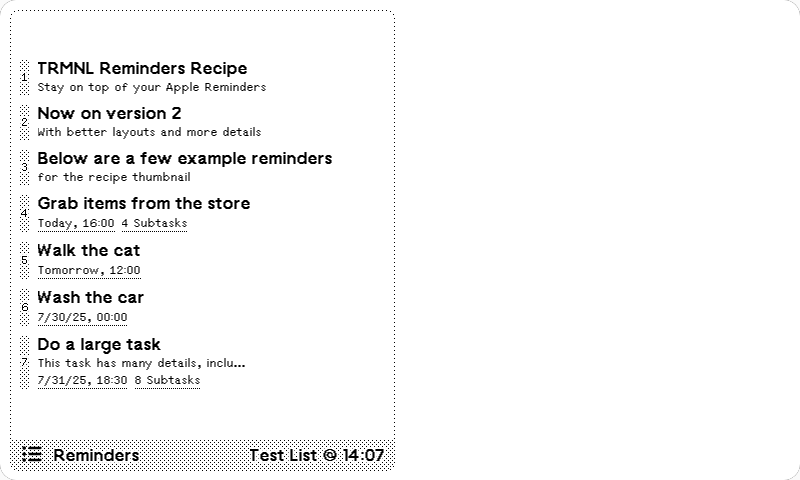 1 TRMNL Reminders Recipe
Stay on top of your Apple Reminders
2 Now on version 2
With better layouts and more details
3 Below are a few example reminders
for the recipe thumbnail
4 Grab items from the store
Today, 16:00 4 Subtasks
5 Walk the cat
Tomorrow, 12:00
6 Wash the car
7/30/25, 00:00
7 Do a large task
This task has many details, inclu...
7/31/25, 18:30 8 Subtasks
Reminders Test List @ 14:07